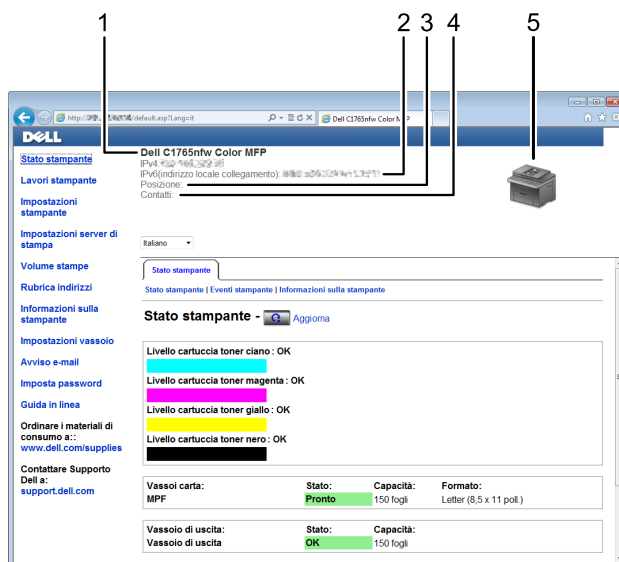 1 2 3 4 5
http:// /default.asp?Lang=it
Dell C1765nfw Color M P
DELL
Stato stampante
Lavori stampante
Impostazioni
stampante
Impostazioni server di
stampa
Volume stampe
Rubrica indirizzi
Informazioni sulla
stampante
Impostazioni vassoio
Avviso e-mail
Imposta password
Guida in linea
Ordinare i materiali di
consumo a::
www.dell.com/supplies
Contattare Supporto
Dell a:
support.dell.com
Dell C1765nfw Color MFP
IPv4:
IPv6(indirizzo locale collegamento):
Posizione:
Contatti:
Italiano
Stato stampante
Stato stampante | Eventi stampante | Informazioni sulla stampante
Stato stampante - Aggiorna
Livello cartuccia toner ciano : OK
Livello cartuccia toner magenta : OK
Livello cartuccia toner giallo : OK
Livello cartuccia toner nero : OK
Vassoi carta: Stato: Capacità: Formato:
MPF Pronto 150 fogli Letter (8,5 x 11 poll.)
Vassoio di uscita: Stato: Capacità:
Vassoio di uscita OK 150 fogli